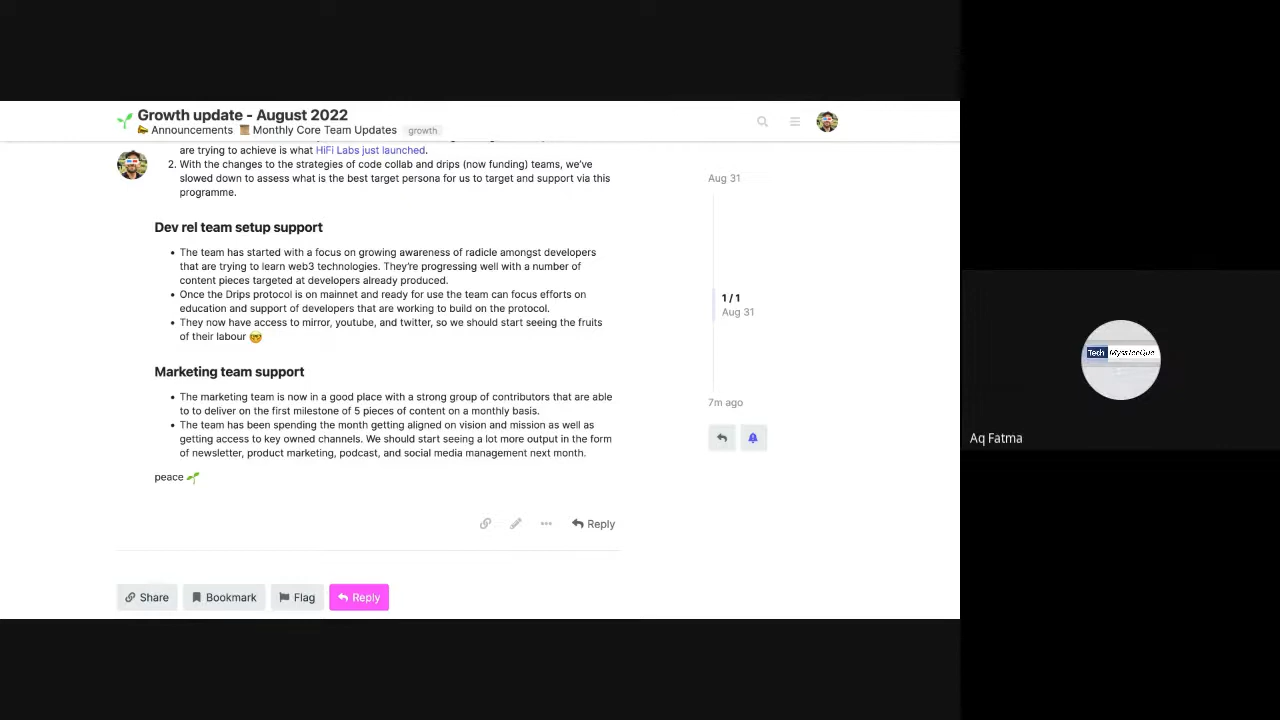 Growth update - August 2022
Announcements Monthly Core Team Updates growth
are trying to achieve is what HiFi Labs just launched.
2. With the changes to the strategies of code collab and drips (now funding) teams, we've
slowed down to assess what is the best target persona for us to target and support via this
programme.
Dev rel team setup support
• The team has started with a focus on growing awareness of radicle amongst developers
that are trying to learn web3 technologies. They're progressing well with a number of
content pieces targeted at developers already produced.
• Once the Drips protocol is on mainnet and ready for use the team can focus efforts on
education and support of developers that are working to build on the protocol.
• They now have access to mirror, youtube, and twitter, so we should start seeing the fruits
of their labour
Marketing team support
• The marketing team is now in a good place with a strong group of contributors that are able
to to deliver on the first milestone of 5 pieces of content on a monthly basis.
• The team has been spending the month getting aligned on vision and mission as well as
getting access to key owned channels. We should start seeing a lot more output in the form
of newsletter, product marketing, podcast, and social media management next month.
peace
Reply
Share Bookmark Flag Reply
Aug 31
1 / 1
Aug 31
7m ago
Tech MysteeQue
Aq Fatma